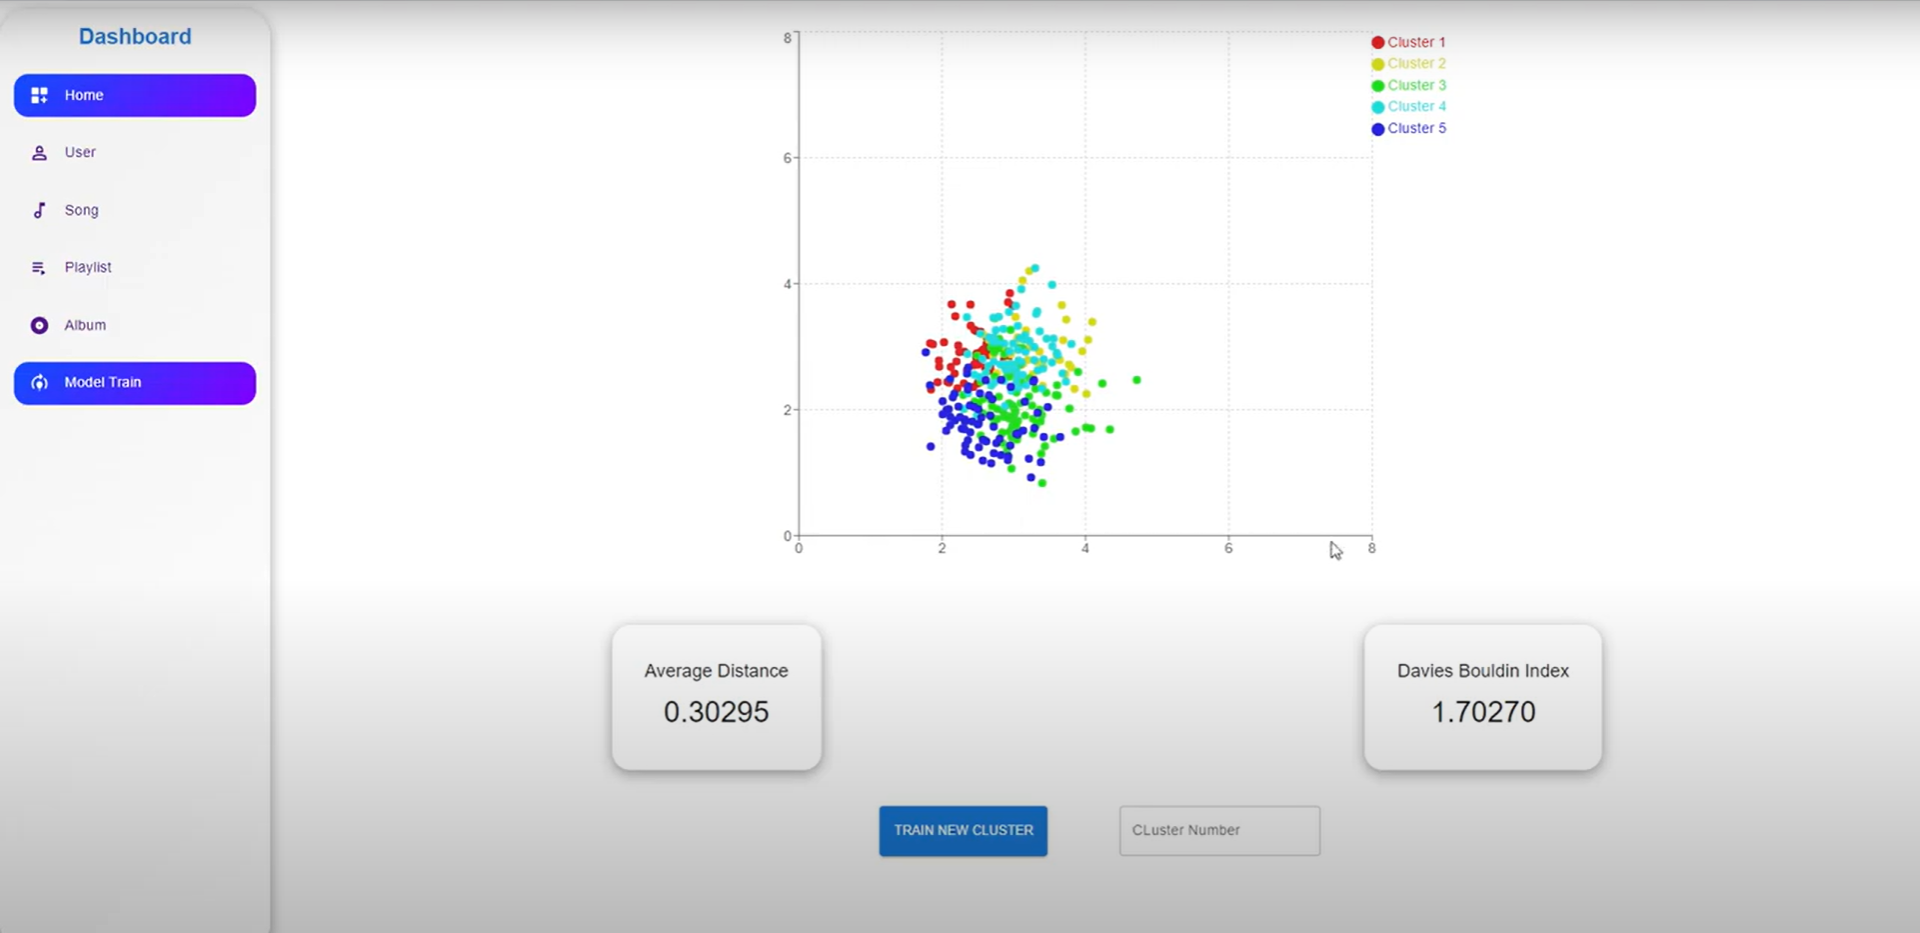 Dashboard
Home
User
Song
Playlist
Album
Model Train
8
6
4
2
0
0 2 4 6 8
Cluster 1
Cluster 2
Cluster 3
Cluster 4
Cluster 5
Average Distance
0.30295
Davies Bouldin Index
1.70270
TRAIN NEW CLUSTER
CLuster Number